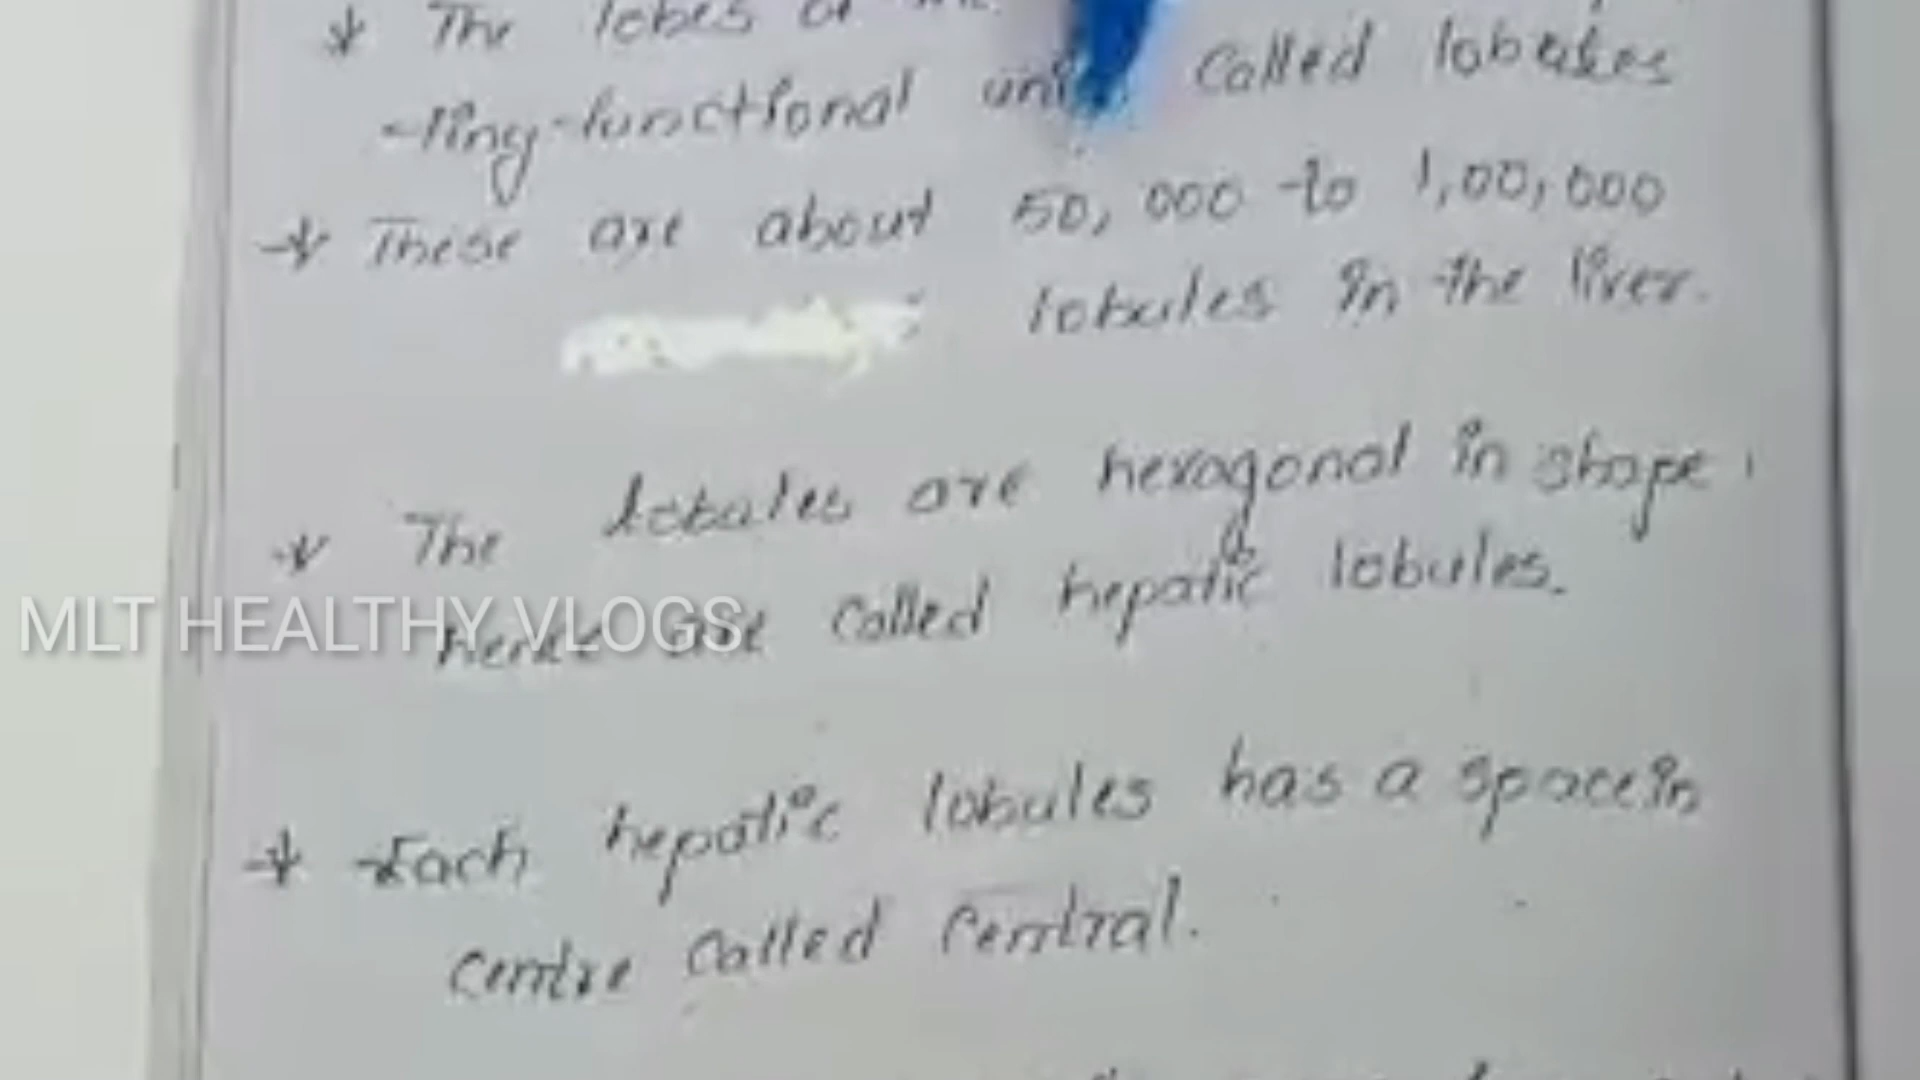 * The lobes of
-ting functional called lobules
* These are about 50,000 to 1,00,000
lobules in the liver.
* The lobules are hexagonal in shape.
hence are called hepatic lobules.
MLT HEALTHY VLOGS
* Each hepatic lobules has a space in
centre called Central.